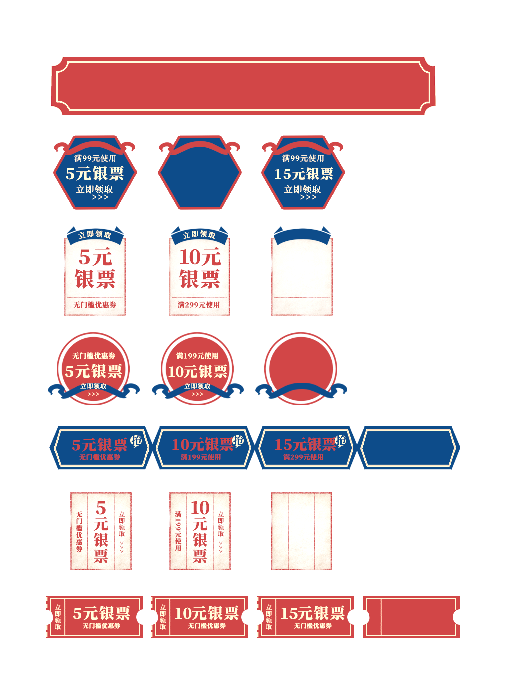 满99元使用
5元银票
立即领取
>>>
满99元使用
15元银票
立即领取
>>>
立即领取
5元
银票
无门槛优惠券
立即领取
10元
银票
满299元使用
无门槛优惠券
5元银票
立即领取
>>>
满199元使用
10元银票
立即领取
>>>
5元银票
抢
无门槛优惠券
10元银票
抢
满199元使用
15元银票
抢
满299元使用
无门槛优惠券
5元银票
立即领取>>>
满199元使用
10元银票
立即领取>>>
立即领取
5元银票
无门槛优惠券
立即领取
10元银票
无门槛优惠券
立即领取
15元银票
无门槛优惠券